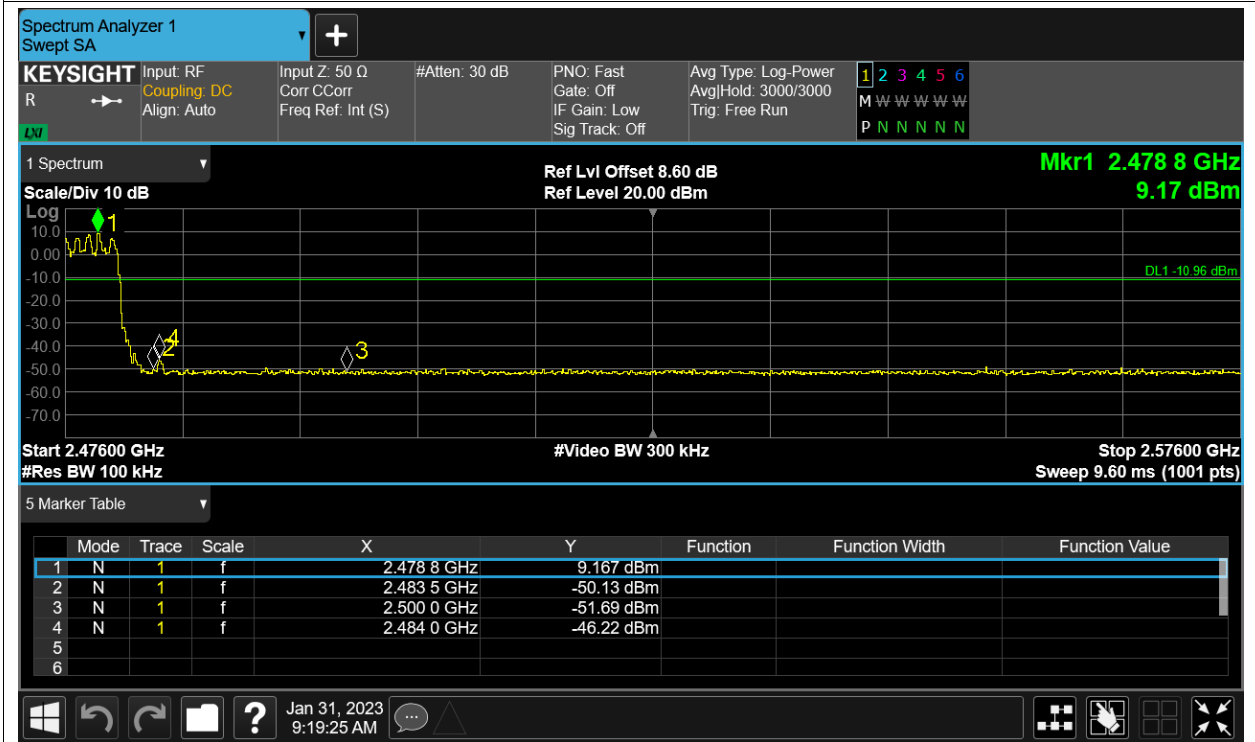 Spectrum Analyzer 1
Swept SA
+
KEYSIGHT
R
LXI
Input: RF
Coupling: DC
Align: Auto
Input Z: 50 Ω
Corr CCorr
Freq Ref: Int (S)
#Atten: 30 dB
PNO: Fast
Gate: Off
IF Gain: Low
Sig Track: Off
Avg Type: Log-Power
Avg|Hold: 3000/3000
Trig: Free Run
1 2 3 4 5 6
M W W W W W
P N N N N N
1 Spectrum
Scale/Div 10 dB
Ref Lvl Offset 8.60 dB
Ref Level 20.00 dBm
Mkr1 2.478 8 GHz
9.17 dBm
Log
10.0
0.00
-10.0
-20.0
-30.0
-40.0
-50.0
-60.0
-70.0
1
DL1 -10.96 dBm
4
2
3
Start 2.47600 GHz
#Video BW 300 kHz
Stop 2.57600 GHz
#Res BW 100 kHz
Sweep 9.60 ms (1001 pts)
5 Marker Table
Mode Trace Scale X Y Function Function Width Function Value
1 N 1 f 2.478 8 GHz 9.167 dBm
2 N 1 f 2.483 5 GHz -50.13 dBm
3 N 1 f 2.500 0 GHz -51.69 dBm
4 N 1 f 2.484 0 GHz -46.22 dBm
5
6
?
Jan 31, 2023
9:19:25 AM